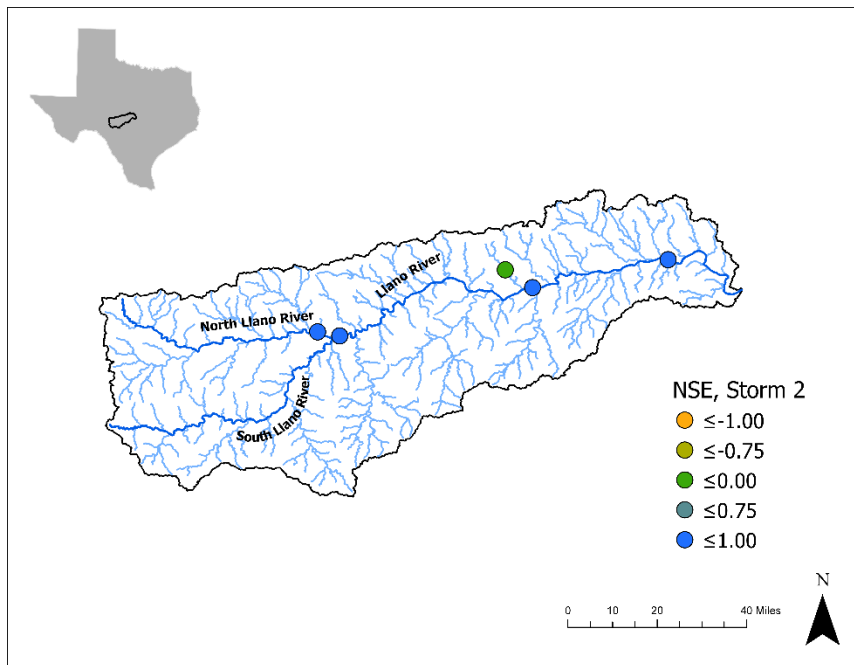 Llano River
North Llano River
South Llano River
NSE, Storm 2
≤-1.00
≤-0.75
≤0.00
≤0.75
≤1.00
N
0 10 20 40 Miles